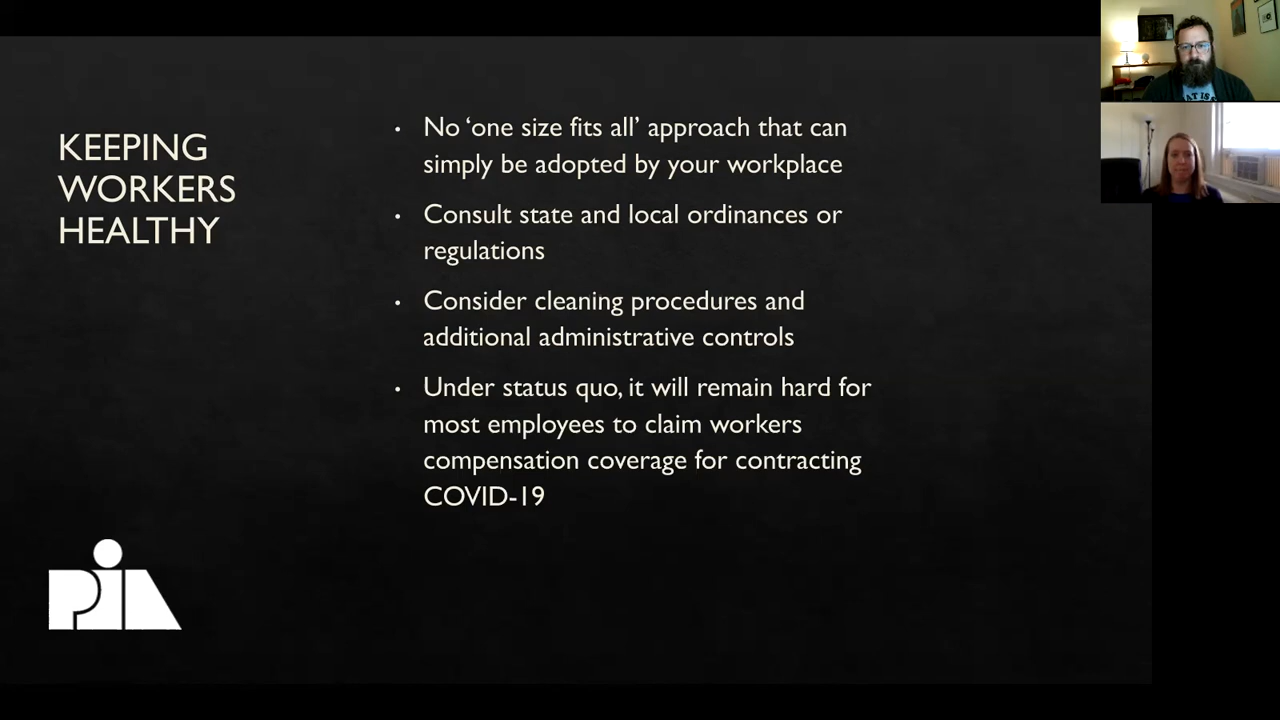 KEEPING
WORKERS
HEALTHY
• No ‘one size fits all’ approach that can
simply be adopted by your workplace
• Consult state and local ordinances or
regulations
• Consider cleaning procedures and
additional administrative controls
• Under status quo, it will remain hard for
most employees to claim workers
compensation coverage for contracting
COVID-19
PIA